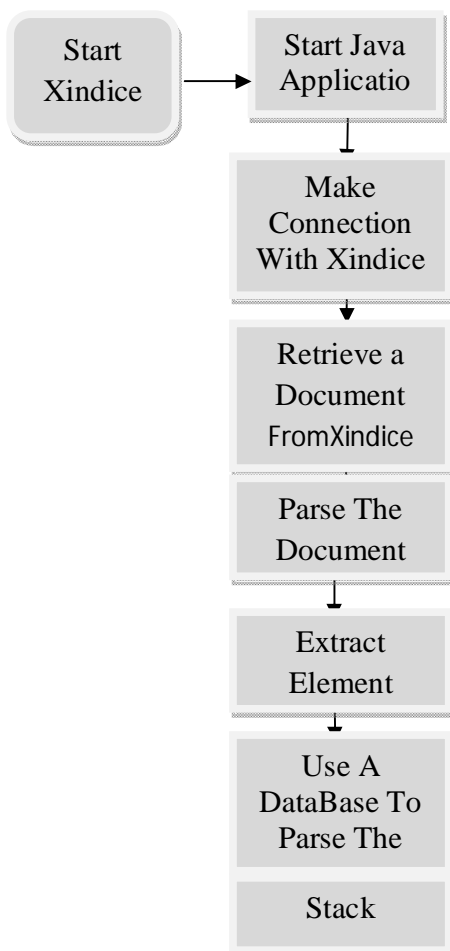 Start
Xindice
Start Java
Applicatio
Make
Connection
With Xindice
Retrieve a
Document
FromXindice
Parse The
Document
Extract
Element
Use A
DataBase To
Parse The
Stack